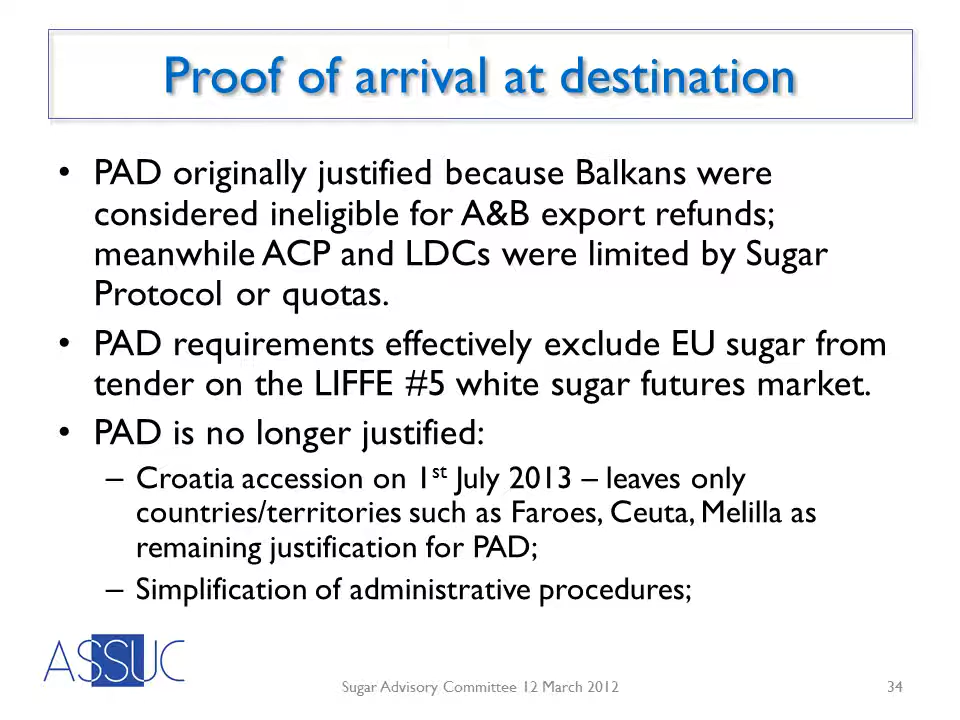 Proof of arrival at destination
• PAD originally justified because Balkans were
considered ineligible for A&B export refunds;
meanwhile ACP and LDCs were limited by Sugar
Protocol or quotas.
• PAD requirements effectively exclude EU sugar from
tender on the LIFFE #5 white sugar futures market.
• PAD is no longer justified:
– Croatia accession on 1st July 2013 – leaves only
countries/territories such as Faroes, Ceuta, Melilla as
remaining justification for PAD;
– Simplification of administrative procedures;
ASSUC
Sugar Advisory Committee 12 March 2012
34